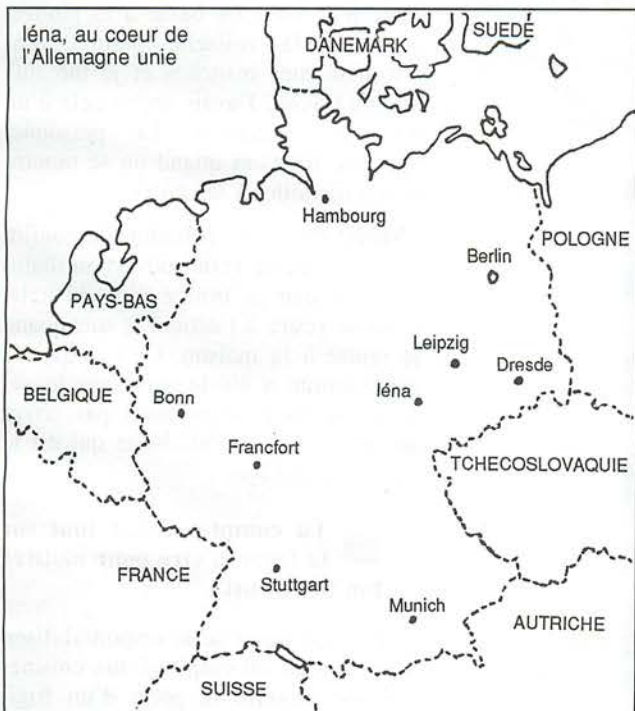 Iéna, au coeur de
l'Allemagne unie
SUEDE
DANEMARK
Hambourg
POLOGNE
Berlin
PAYS-BAS
Leipzig
Dresde
BELGIQUE
Bonn
Iéna
Francfort
TCHECOSLOVAQUIE
FRANCE
Stuttgart
Munich
AUTRICHE
SUISSE